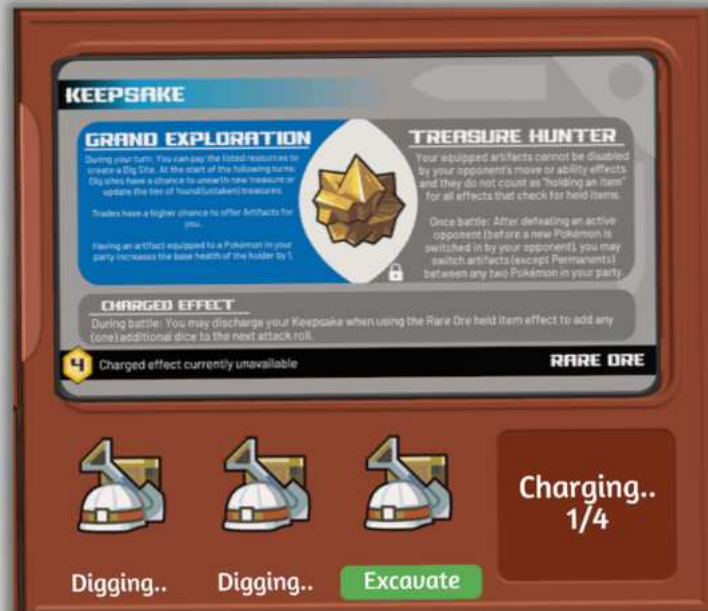 KEEPSAKE
GRAND EXPLORATION
During your turn: You can pay the listed resources to
create a Dig Site. At the start of the following turns:
Dig sites have a chance to unearth new treasure or
update the tier of found (untaken) treasures.
Trades have a higher chance to offer Artifacts for
you.
Having an artifact equipped to a Pokémon in your
party increases the base health of the holder by 1.
TREASURE HUNTER
Your equipped artifacts cannot be disabled
by your opponent's move or ability effects
and they do not count as "holding an item"
for all effects that check for held items.
Once battle: After defeating an active
opponent (before a new Pokémon is
switched in by your opponent), you may
switch artifacts (except Permanents)
between any two Pokémon in your party.
CHARGED EFFECT
During battle: You may discharge your Keepsake when using the Rare Ore held item effect to add any
(one) additional dice to the next attack roll.
4
Charged effect currently unavailable
RARE ORE
Charging..
1/4
Digging..
Digging..
Excavate